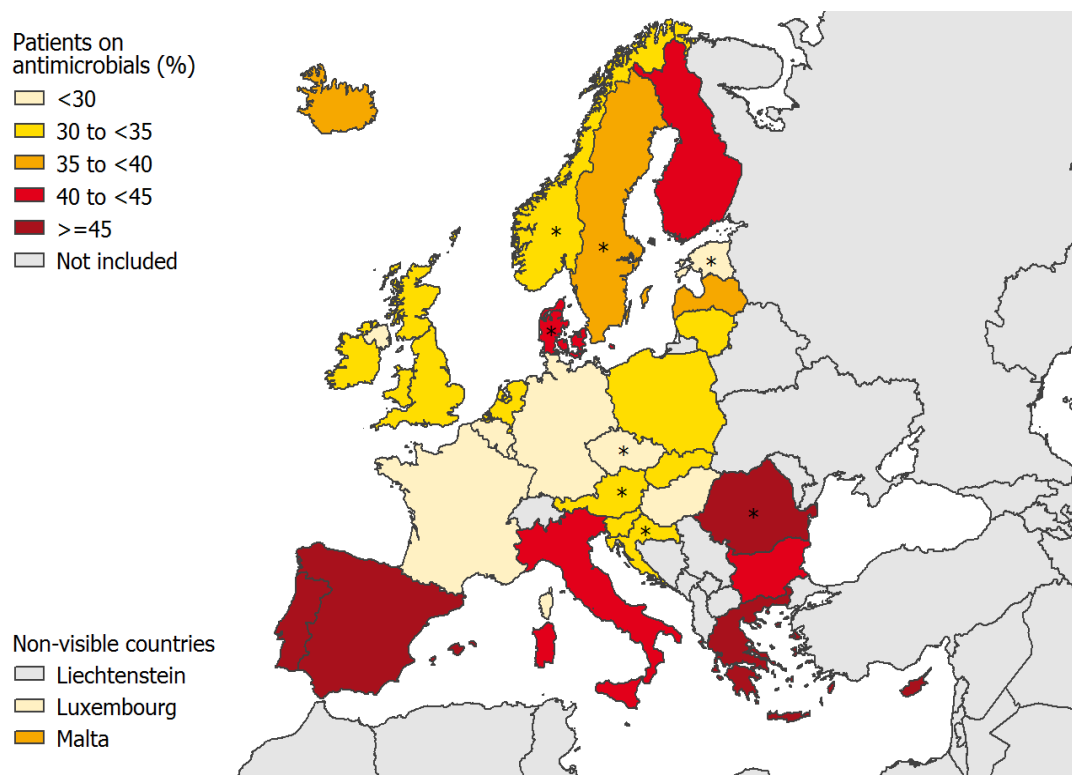 Patients on
antimicrobials (%)
<30
30 to <35
35 to <40
40 to <45
>=45
Not included
*
*
*
*
*
*
*
*
Non-visible countries
Liechtenstein
Luxembourg
Malta